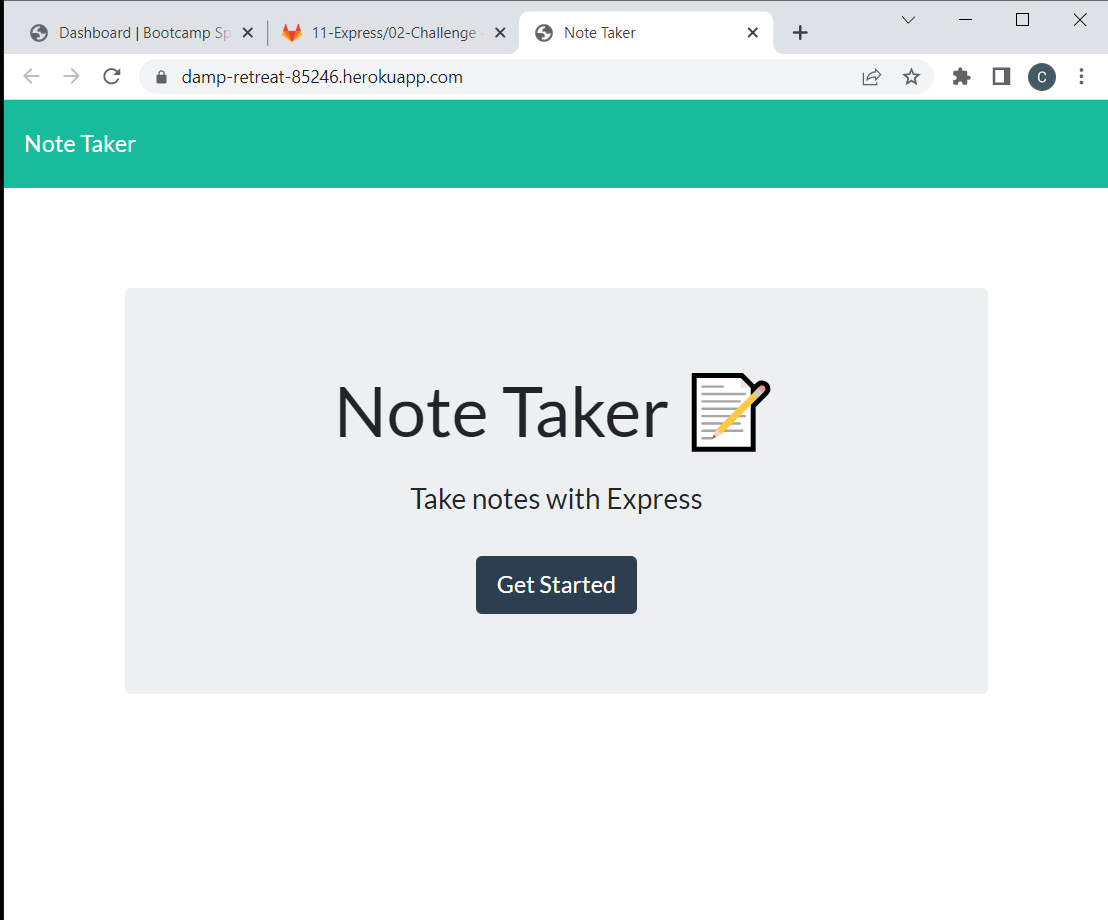 Dashboard | Bootcamp Sp
11-Express/02-Challenge
Note Taker
damp-retreat-85246.herokuapp.com
C
Note Taker
Note Taker
Take notes with Express
Get Started